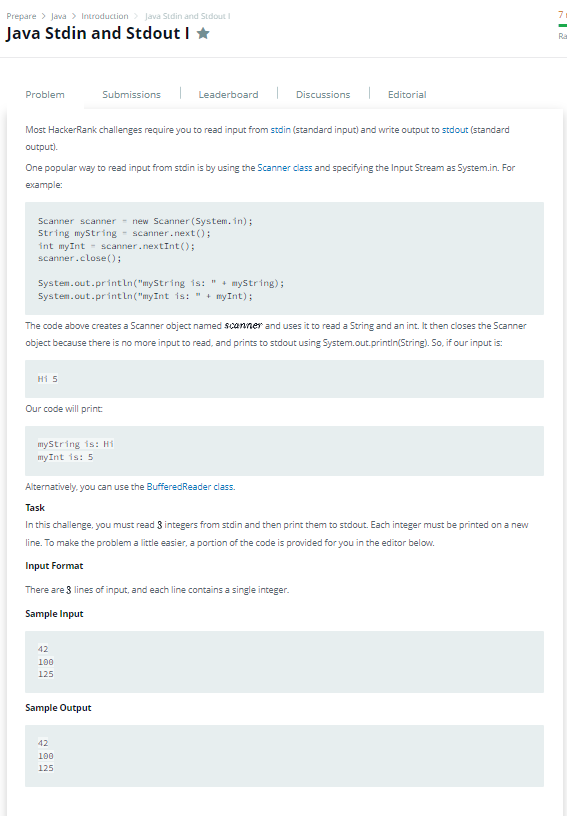 Prepare > Java > Introduction > Java Stdin and Stdout I
Java Stdin and Stdout I ★
7
Ra
Problem Submissions Leaderboard Discussions Editorial
Most HackerRank challenges require you to read input from stdin (standard input) and write output to stdout (standard
output).
One popular way to read input from stdin is by using the Scanner class and specifying the Input Stream as System.in. For
example:
Scanner scanner = new Scanner(System.in);
String myString = scanner.next();
int myInt = scanner.nextInt();
scanner.close();
System.out.println("myString is: " + myString);
System.out.println("myInt is: " + myInt);
The code above creates a Scanner object named scanner and uses it to read a String and an int. It then closes the Scanner
object because there is no more input to read, and prints to stdout using System.out.println(String). So, if our input is:
Hi 5
Our code will print:
myString is: Hi
myInt is: 5
Alternatively, you can use the BufferedReader class.
Task
In this challenge, you must read 3 integers from stdin and then print them to stdout. Each integer must be printed on a new
line. To make the problem a little easier, a portion of the code is provided for you in the editor below.
Input Format
There are 3 lines of input, and each line contains a single integer.
Sample Input
42
100
125
Sample Output
42
100
125